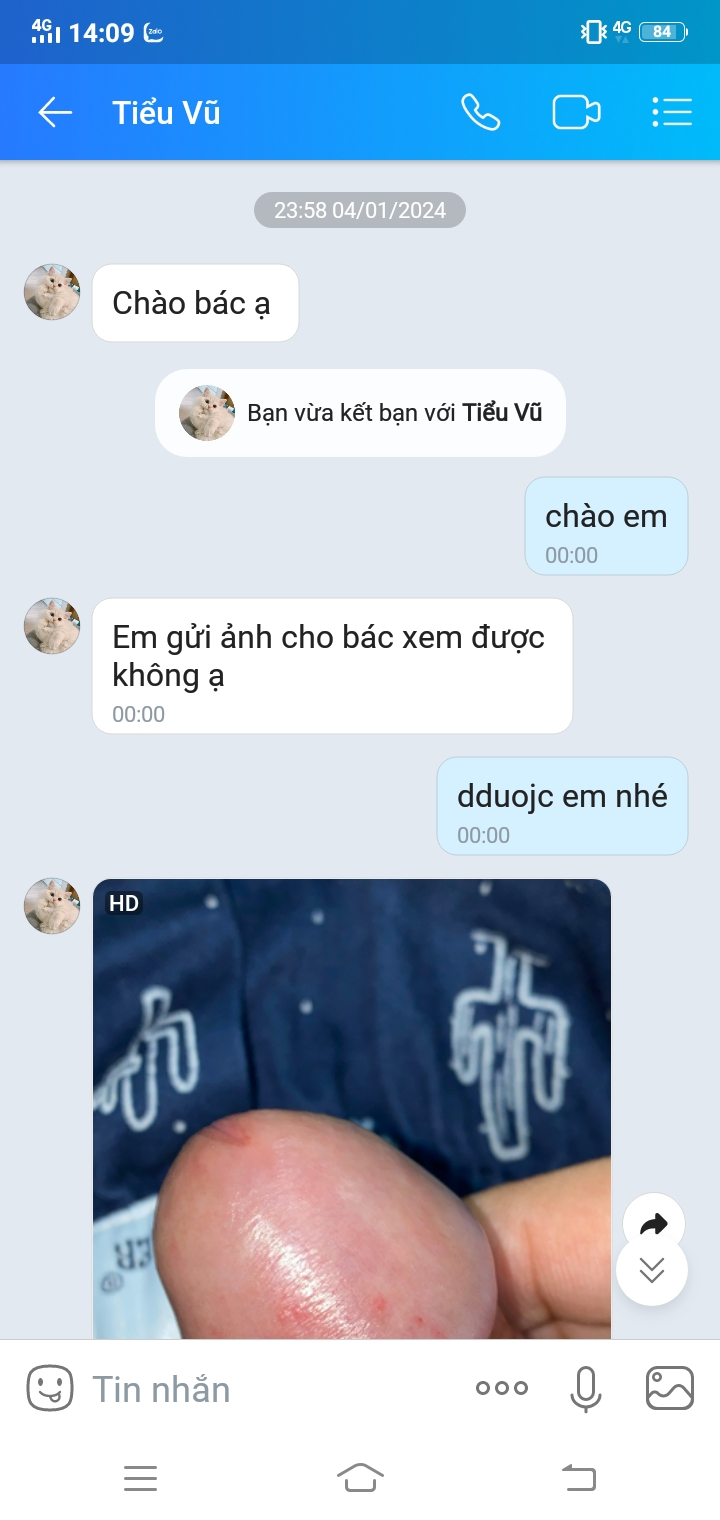 4G 14:09 Zalo 4G 84
Tiểu Vũ
23:58 04/01/2024
Chào bác ạ
Bạn vừa kết bạn với Tiểu Vũ
chào em
00:00
Em gửi ảnh cho bác xem được
không ạ
00:00
dduojc em nhé
00:00
HD
Tin nhắn